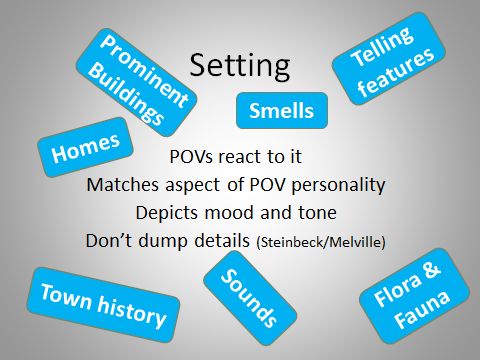 Setting
Prominent
Buildings
Telling
features
Smells
Homes
POVs react to it
Matches aspect of POV personality
Depicts mood and tone
Don’t dump details (Steinbeck/Melville)
Town history
Sounds
Flora &
Fauna